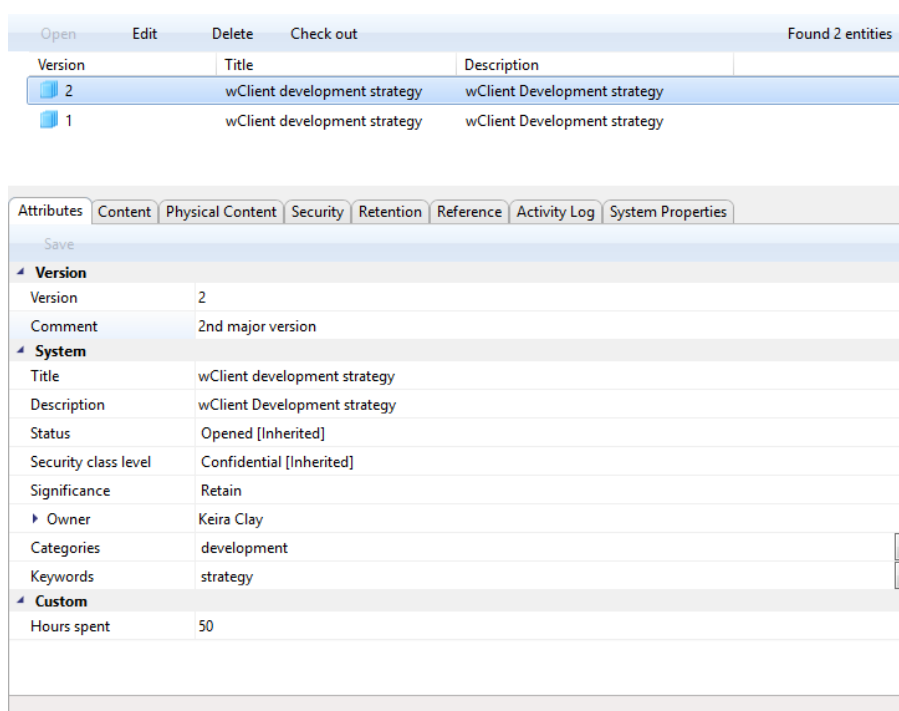 Open Edit Delete Check out Found 2 entities
Version Title Description
2 wClient development strategy wClient Development strategy
1 wClient development strategy wClient Development strategy
Attributes Content Physical Content Security Retention Reference Activity Log System Properties
Save
Version
Version 2
Comment 2nd major version
System
Title wClient development strategy
Description wClient Development strategy
Status Opened [Inherited]
Security class level Confidential [Inherited]
Significance Retain
Owner Keira Clay
Categories development
Keywords strategy
Custom
Hours spent 50